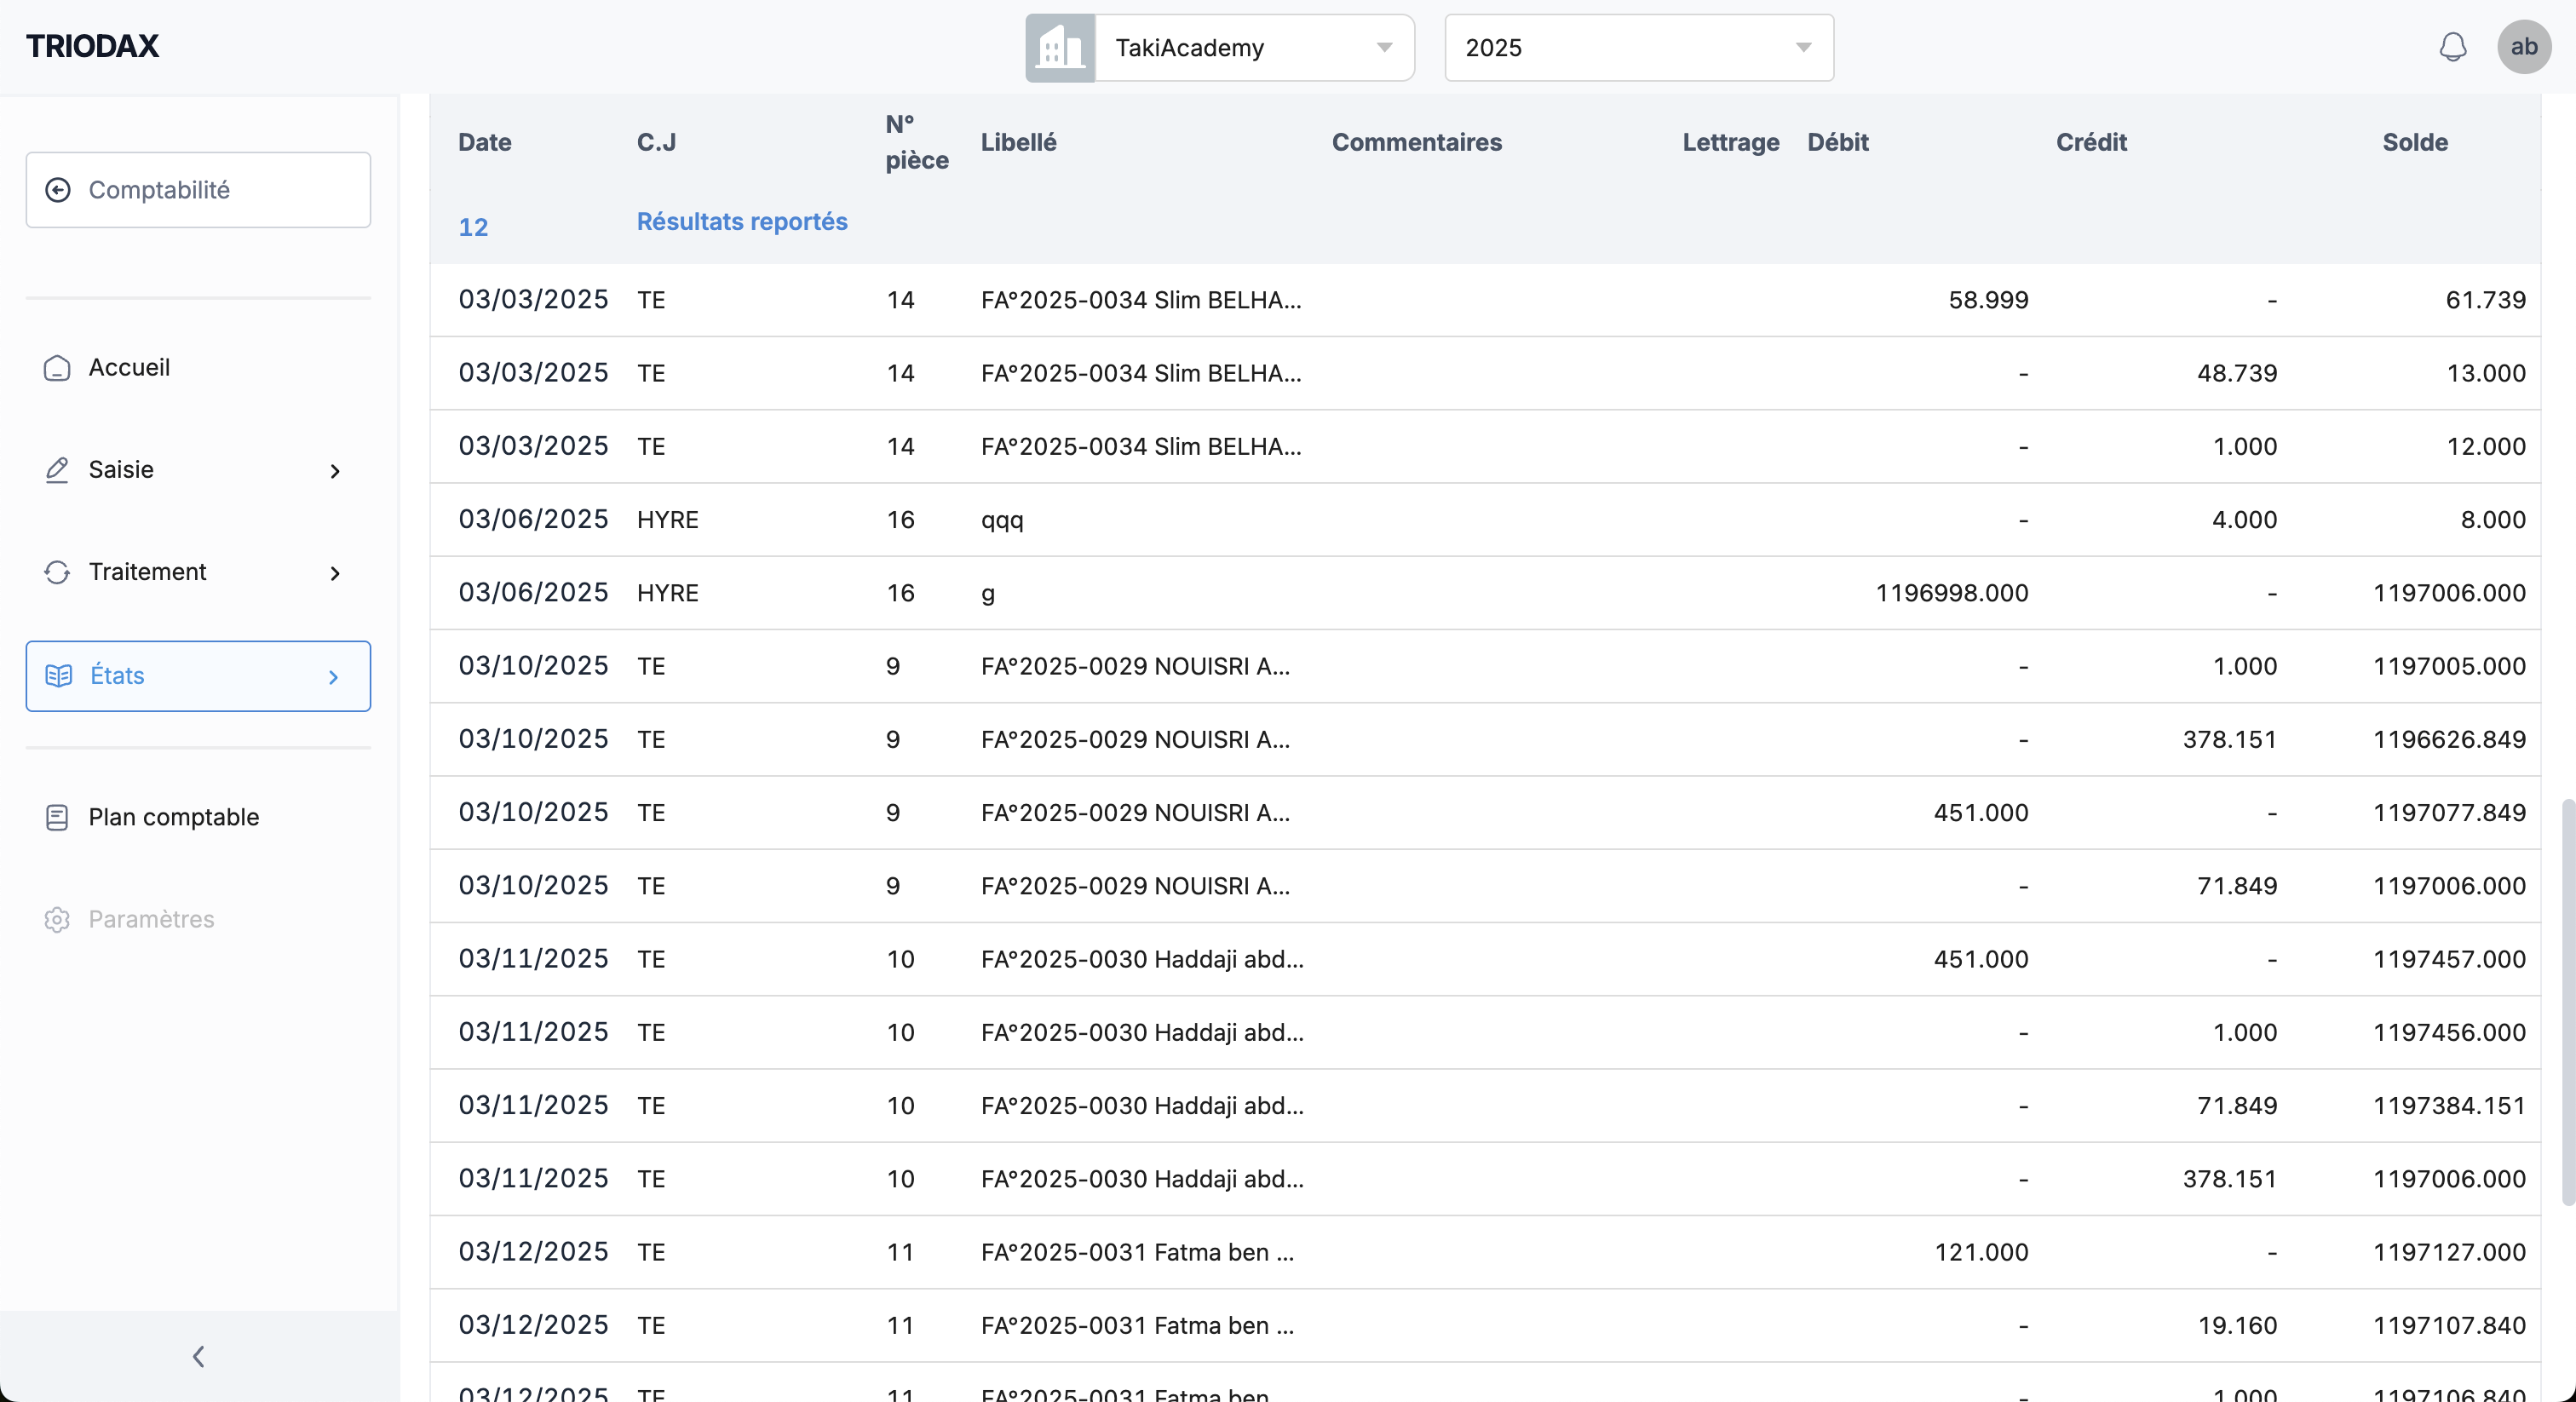 TRIODAX
TakiAcademy
2025
ab
Comptabilité
Accueil
Saisie
Traitement
États
Plan comptable
Paramètres
Date C.J N° pièce Libellé Commentaires Lettrage Débit Crédit Solde
12 Résultats reportés
03/03/2025 TE 14 FA°2025-0034 Slim BELHA... 58.999 - 61.739
03/03/2025 TE 14 FA°2025-0034 Slim BELHA... - 48.739 13.000
03/03/2025 TE 14 FA°2025-0034 Slim BELHA... - 1.000 12.000
03/06/2025 HYRE 16 qqq - 4.000 8.000
03/06/2025 HYRE 16 g 1196998.000 - 1197006.000
03/10/2025 TE 9 FA°2025-0029 NOUISRI A... - 1.000 1197005.000
03/10/2025 TE 9 FA°2025-0029 NOUISRI A... - 378.151 1196626.849
03/10/2025 TE 9 FA°2025-0029 NOUISRI A... 451.000 - 1197077.849
03/10/2025 TE 9 FA°2025-0029 NOUISRI A... - 71.849 1197006.000
03/11/2025 TE 10 FA°2025-0030 Haddaji abd... 451.000 - 1197457.000
03/11/2025 TE 10 FA°2025-0030 Haddaji abd... - 1.000 1197456.000
03/11/2025 TE 10 FA°2025-0030 Haddaji abd... - 71.849 1197384.151
03/11/2025 TE 10 FA°2025-0030 Haddaji abd... - 378.151 1197006.000
03/12/2025 TE 11 FA°2025-0031 Fatma ben ... 121.000 - 1197127.000
03/12/2025 TE 11 FA°2025-0031 Fatma ben ... - 19.160 1197107.840
03/12/2025 TE 11 FA°2025-0031 Fatma ben - 1.000 1197106.840